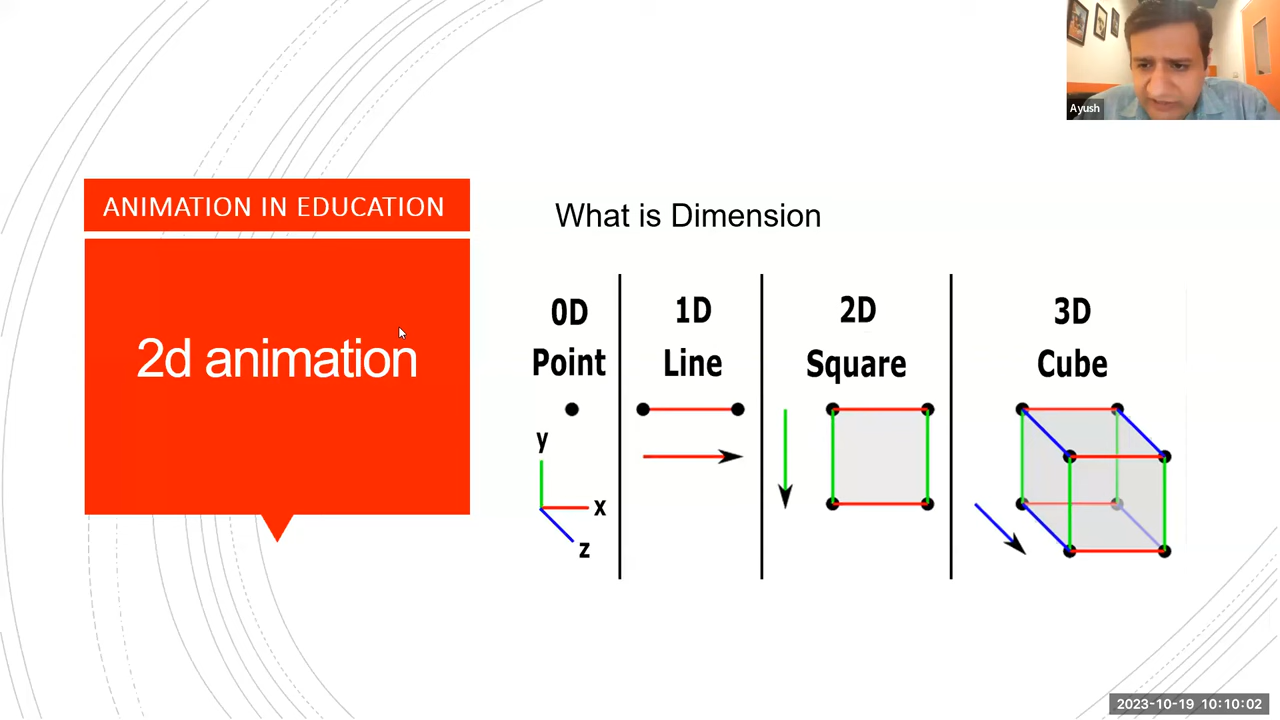 Ayush
ANIMATION IN EDUCATION
2d animation
What is Dimension
0D
Point
1D
Line
2D
Square
3D
Cube
y
x
z
2023-10-19 10:10:02